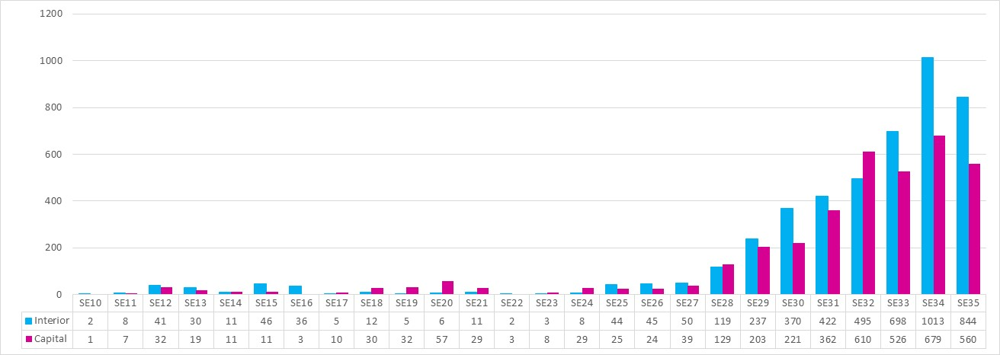 1200
1000
800
600
400
200
0
SE10 SE11 SE12 SE13 SE14 SE15 SE16 SE17 SE18 SE19 SE20 SE21 SE22 SE23 SE24 SE25 SE26 SE27 SE28 SE29 SE30 SE31 SE32 SE33 SE34 SE35
Interior 2 8 41 30 11 46 36 5 12 5 6 11 2 3 8 44 45 50 119 237 370 422 495 698 1013 844
Capital 1 7 32 19 11 11 3 10 30 32 57 29 3 8 29 25 24 39 129 203 221 362 610 526 679 560